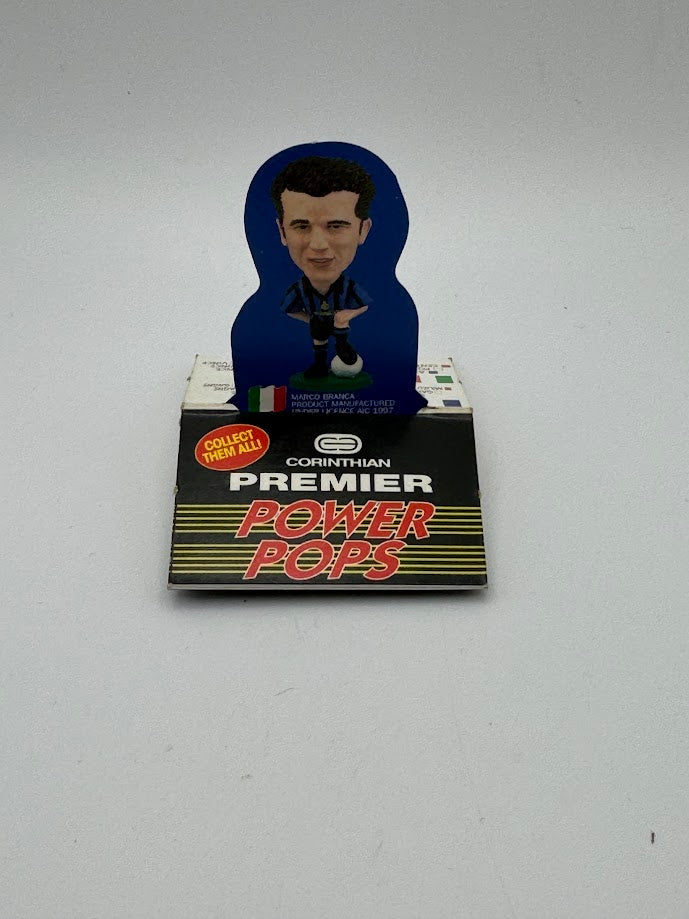 MARCO BRANCA
PRODUCT MANUFACTURED
UNDER LICENCE AIC 1997
COLLECT
THEM ALL!
CORINTHIAN
PREMIER
POWER
POPS